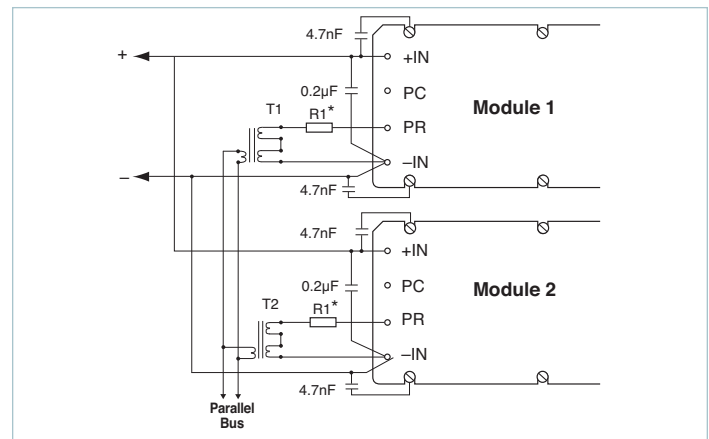 4.7nF
+
+IN
0.2µF
PC
Module 1
T1
R1*
PR
–IN
–
4.7nF
4.7nF
+IN
0.2µF
PC
Module 2
T2
R1*
PR
–IN
4.7nF
Parallel
Bus